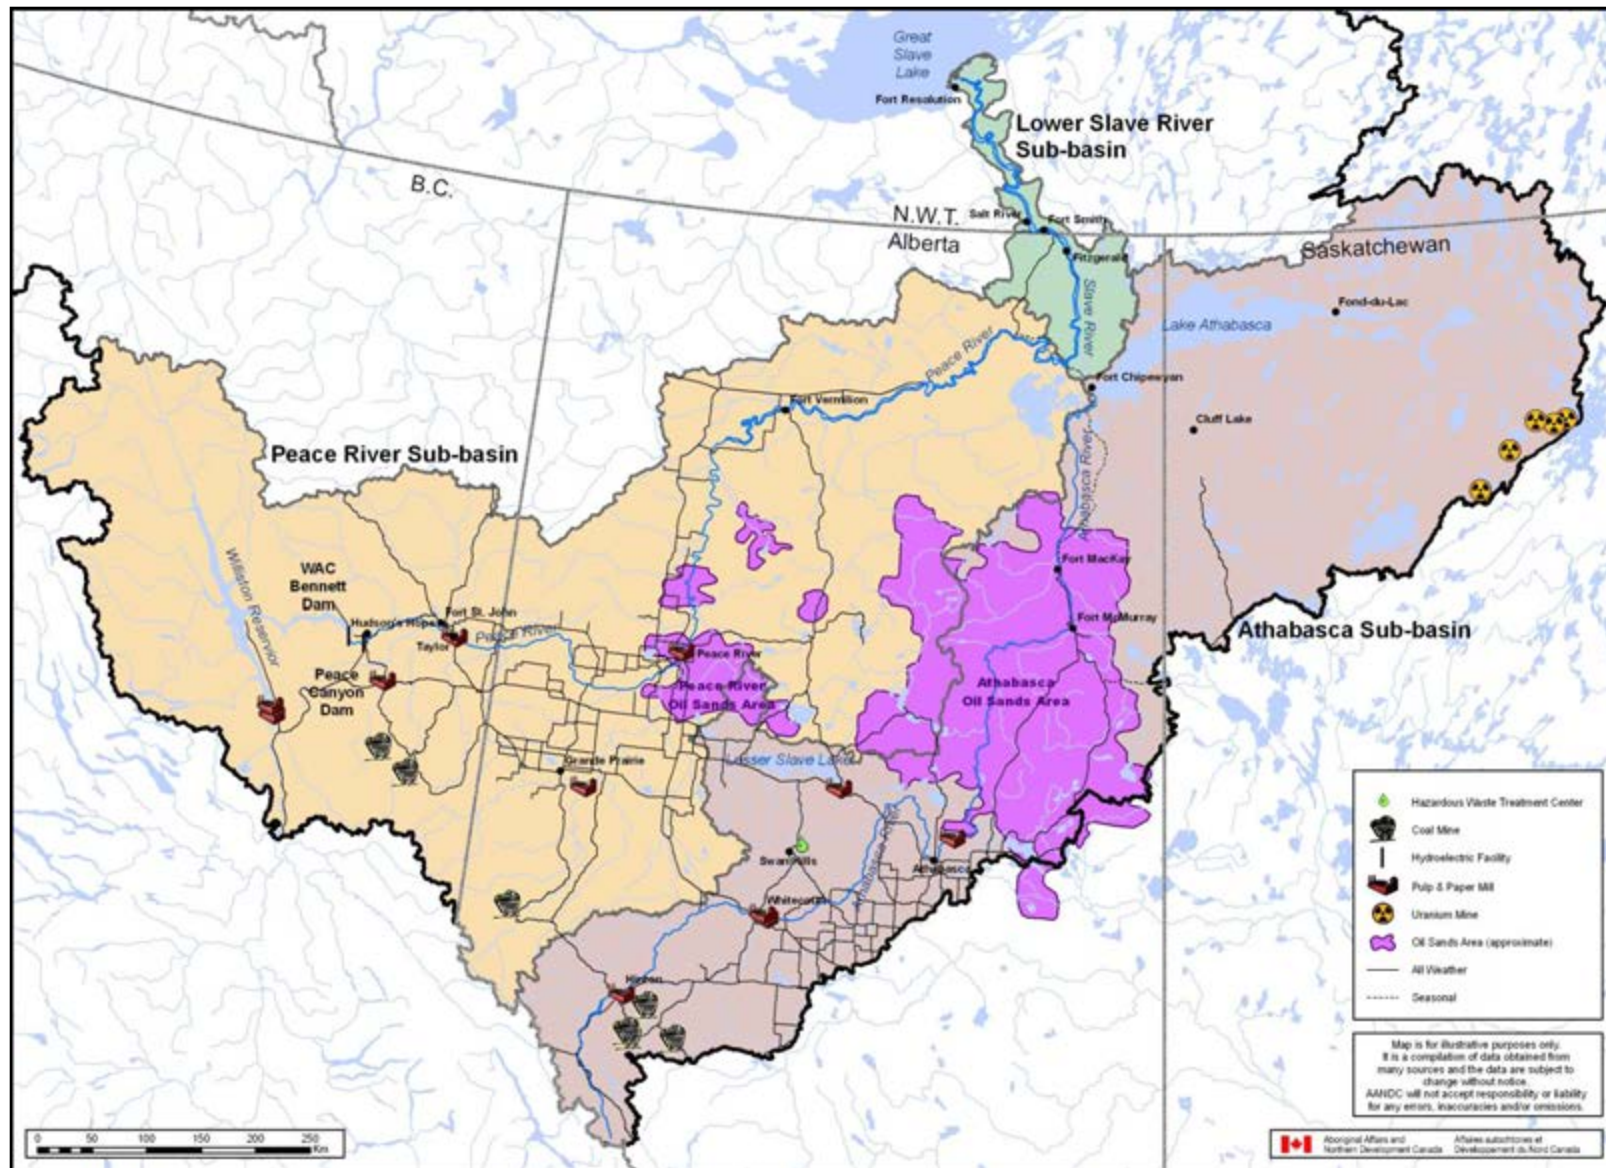 Great
Slave
Lake
Fort Resolution
Lower Slave River
Sub-basin
B.C.
N.W.T.
Salt River
Fort Smith
Alberta
Fitzgerald
Saskatchewan
Slave River
Fond-du-Lac
Lake Athabasca
Peace River
Fort Chipewyan
Fort Vermilion
Cluff Lake
Peace River Sub-basin
Athabasca River
Williston Reservoir
WAC
Bennett
Dam
Fort MacKay
Hudson's Hope
Fort St. John
Peace River
Taylor
Fort McMurray
Athabasca Sub-basin
Peace River
Peace
Canyon
Dam
Peace River
Oil Sands Area
Athabasca
Oil Sands Area
Lesser Slave Lake
Grande Prairie
Swan Hills
Athabasca River
Athabasca
Whitecourt
Hinton
Hazardous Waste Treatment Center
Coal Mine
Hydroelectric Facility
Pulp & Paper Mill
Uranium Mine
Oil Sands Area (approximate)
All Weather
Seasonal
Map is for illustrative purposes only.
It is a compilation of data obtained from
many sources and the data are subject to
change without notice.
AANDC will not accept responsibility or liability
for any errors, inaccuracies and/or omissions.
0 50 100 150 200 250
Km
Aboriginal Affairs and
Northern Development Canada
Affaires autochtones et
Développement du Nord Canada